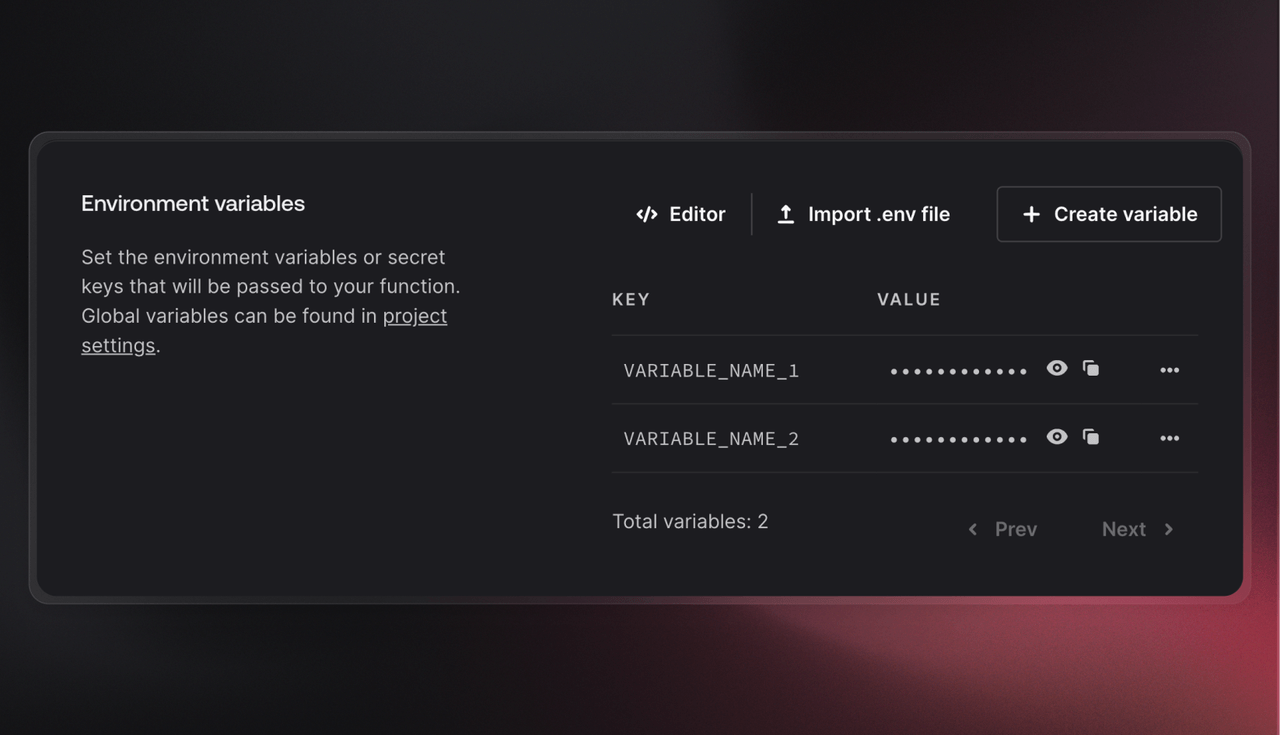 Environment variables
Set the environment variables or secret
keys that will be passed to your function.
Global variables can be found in project
settings.
Editor
Import .env file
Create variable
KEY VALUE
VARIABLE_NAME_1 ••••••••••••
VARIABLE_NAME_2 ••••••••••••
Total variables: 2
Prev Next